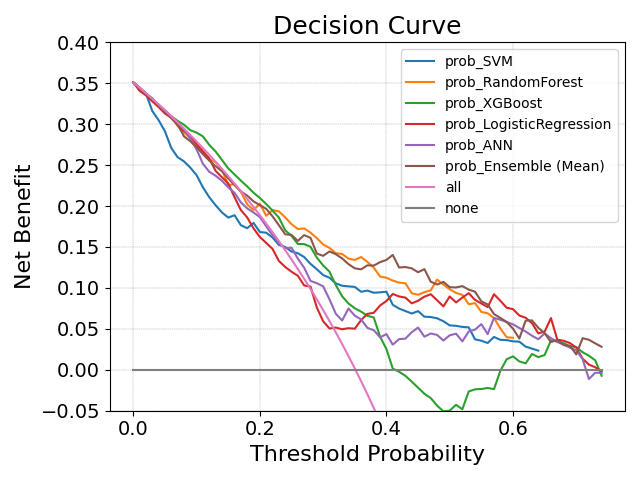 Decision Curve
Net Benefit
0.40
0.35
0.30
0.25
0.20
0.15
0.10
0.05
0.00
−0.05
prob_SVM
prob_RandomForest
prob_XGBoost
prob_LogisticRegression
prob_ANN
prob_Ensemble (Mean)
all
none
0.0 0.2 0.4 0.6
Threshold Probability